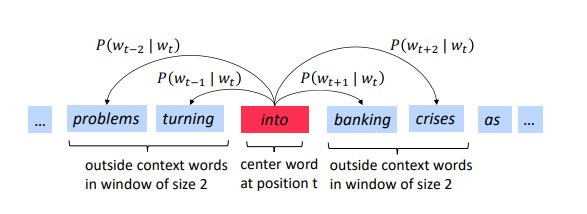 P(w_{t-2} | w_t) P(w_{t+2} | w_t)
P(w_{t-1} | w_t) P(w_{t+1} | w_t)
... problems turning into banking crises as ...
outside context words center word outside context words
in window of size 2 at position t in window of size 2